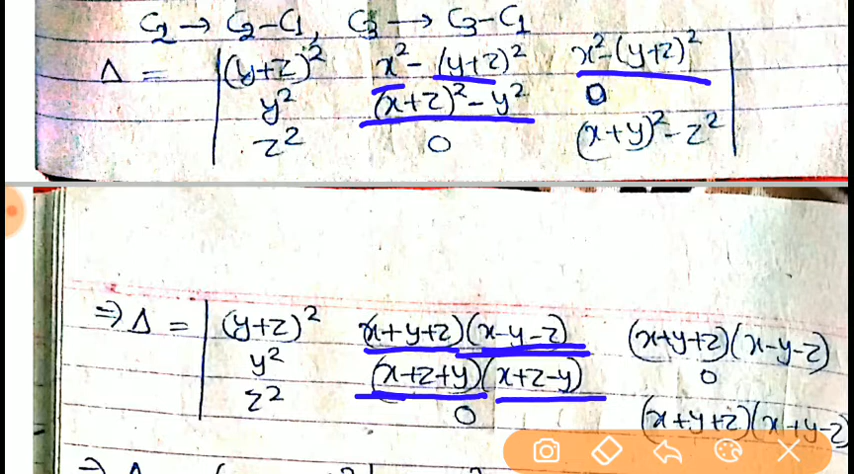 C₂ → C₂-C₁, C₃ → C₃-C₁
Δ = | (y+z)² x²-(y+z)² x²-(y+z)² |
y² (x+z)²-y² 0
z² 0 (x+y)²-z²
⇒ Δ = | (y+z)² (x+y+z)(x-y-z) (x+y+z)(x-y-z)
y² (x+z+y)(x+z-y) 0
z² 0 (x+y+z)(x+y-z)